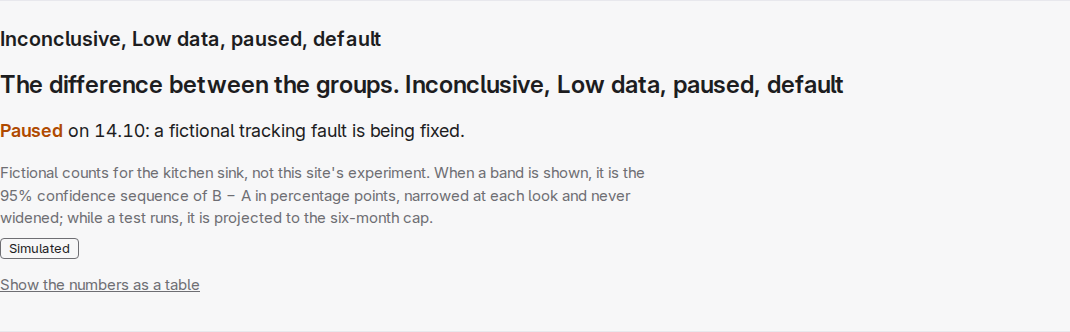 Inconclusive, Low data, paused, default
The difference between the groups. Inconclusive, Low data, paused, default
Paused on 14.10: a fictional tracking fault is being fixed.
Fictional counts for the kitchen sink, not this site's experiment. When a band is shown, it is the
95% confidence sequence of B − A in percentage points, narrowed at each look and never
widened; while a test runs, it is projected to the six-month cap.
Simulated
Show the numbers as a table